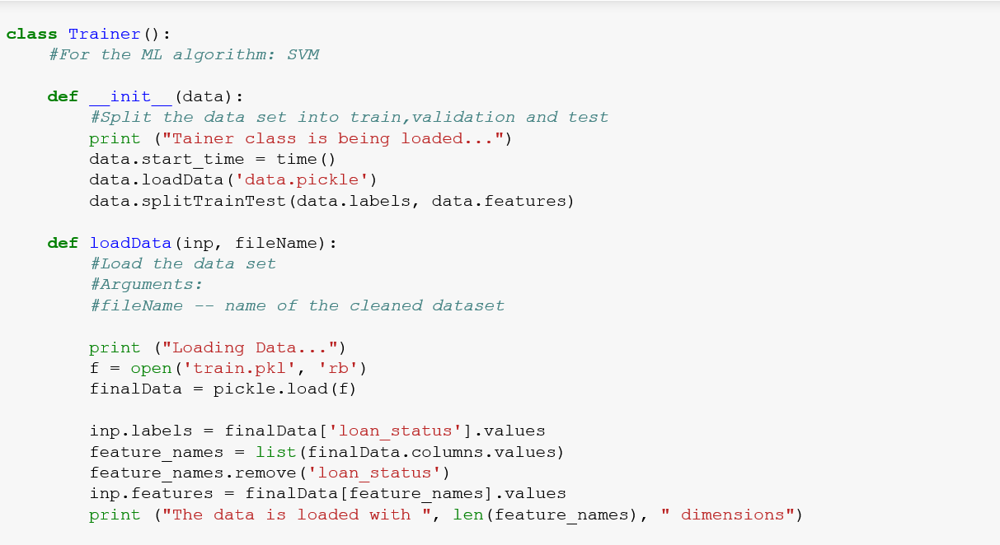 class Trainer():
    #For the ML algorithm: SVM

    def __init__(data):
        #Split the data set into train,validation and test
        print ("Tainer class is being loaded...")
        data.start_time = time()
        data.loadData('data.pickle')
        data.splitTrainTest(data.labels, data.features)

    def loadData(inp, fileName):
        #Load the data set
        #Arguments:
        #fileName -- name of the cleaned dataset

        print ("Loading Data...")
        f = open('train.pkl', 'rb')
        finalData = pickle.load(f)

        inp.labels = finalData['loan_status'].values
        feature_names = list(finalData.columns.values)
        feature_names.remove('loan_status')
        inp.features = finalData[feature_names].values
        print ("The data is loaded with ", len(feature_names), " dimensions")